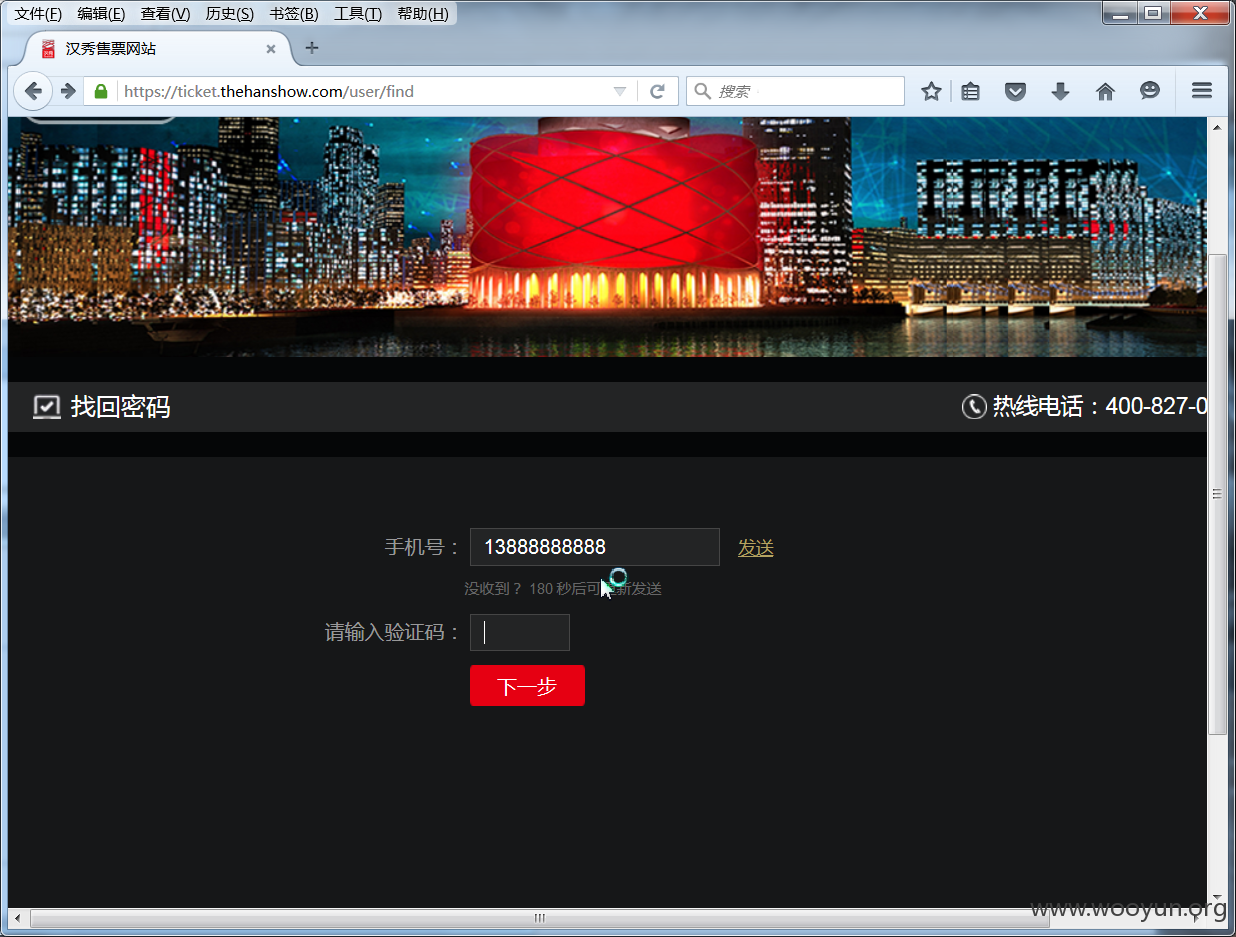 文件(F) 编辑(E) 查看(V) 历史(S) 书签(B) 工具(T) 帮助(H)
汉秀售票网站
https://ticket.thehanshow.com/user/find
搜索
找回密码
热线电话：400-827-0
手机号： 13888888888 发送
没收到？ 180 秒后可重新发送
请输入验证码：
下一步
www.wooyun.org